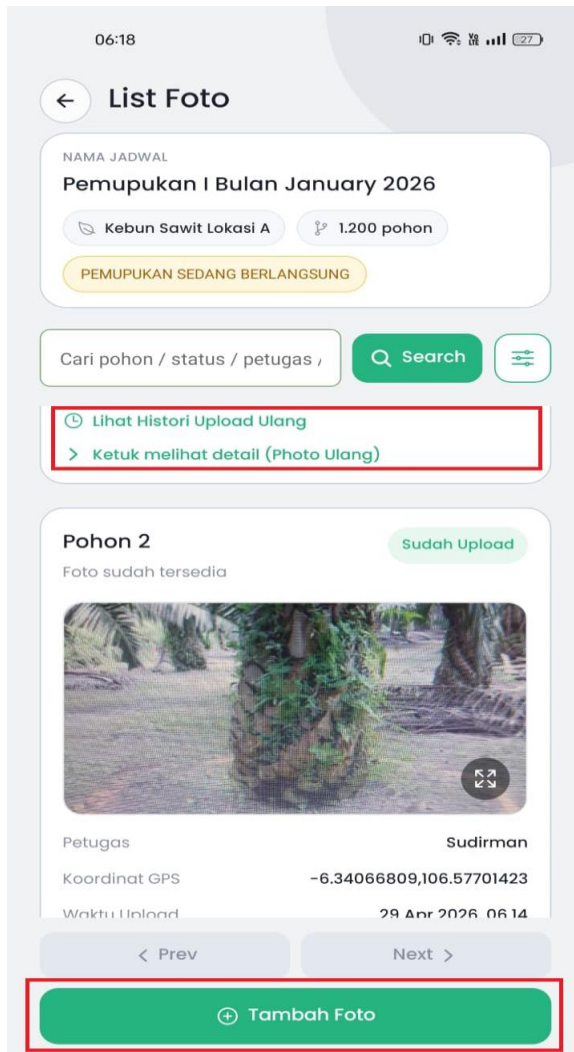 06:18
27
List Foto
NAMA JADWAL
Pemupukan I Bulan January 2026
Kebun Sawit Lokasi A
1.200 pohon
PEMUPUKAN SEDANG BERLANGSUNG
Cari pohon / status / petugas /
Search
Lihat Histori Upload Ulang
Ketuk melihat detail (Photo Ulang)
Pohon 2
Sudah Upload
Foto sudah tersedia
Petugas Sudirman
Koordinat GPS -6.34066809,106.57701423
Waktu Upload 29 Apr 2026, 06.14
< Prev
Next >
Tambah Foto